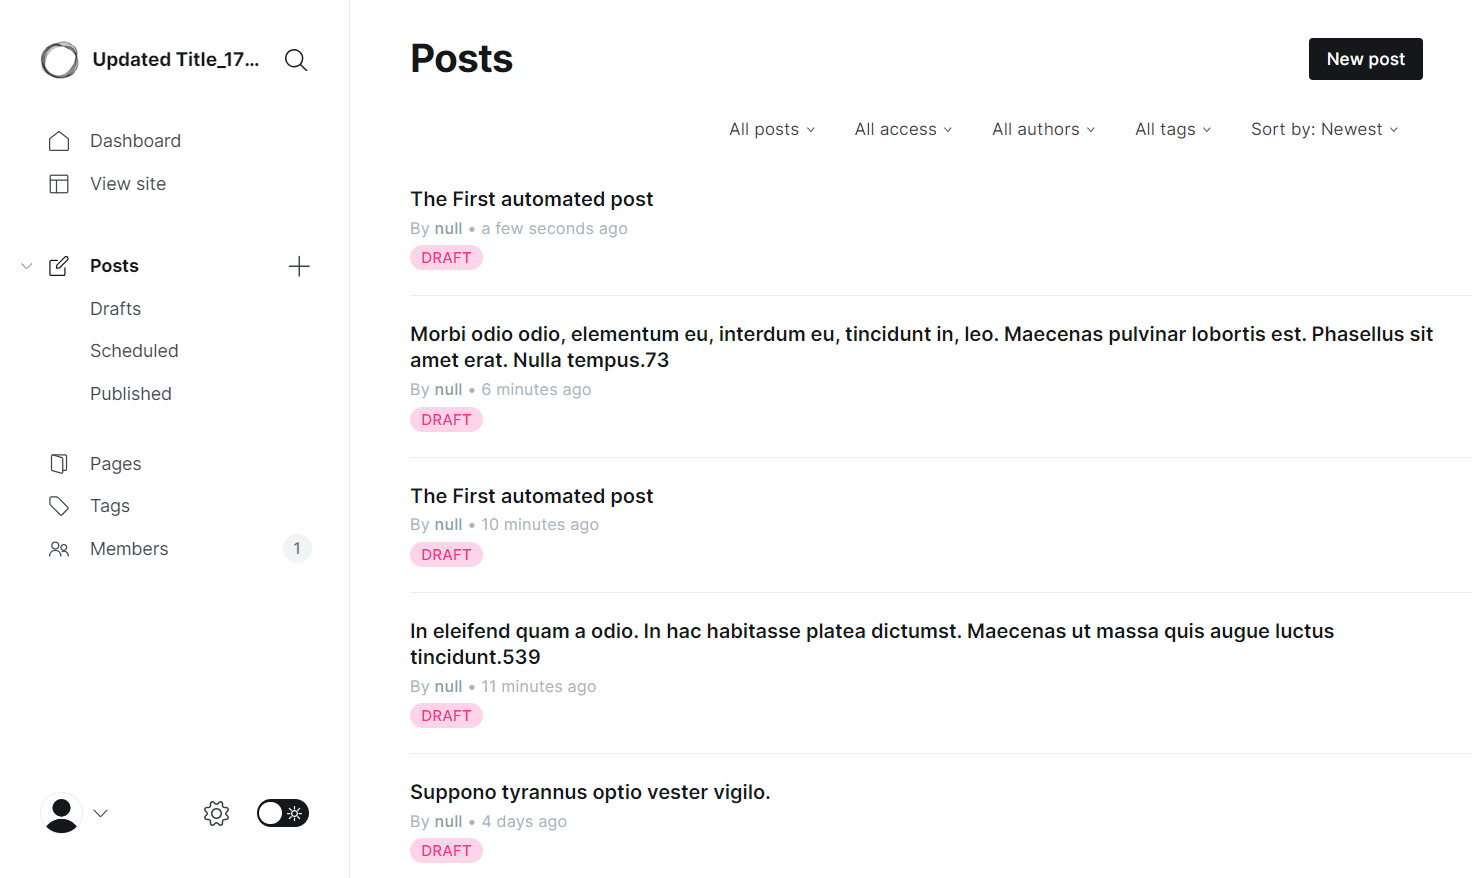 Updated Title_17...
Dashboard
View site
Posts
Drafts
Scheduled
Published
Pages
Tags
Members
1
Posts
New post
All posts
All access
All authors
All tags
Sort by: Newest
The First automated post
By null • a few seconds ago
DRAFT
Morbi odio odio, elementum eu, interdum eu, tincidunt in, leo. Maecenas pulvinar lobortis est. Phasellus sit
amet erat. Nulla tempus.73
By null • 6 minutes ago
DRAFT
The First automated post
By null • 10 minutes ago
DRAFT
In eleifend quam a odio. In hac habitasse platea dictumst. Maecenas ut massa quis augue luctus
tincidunt.539
By null • 11 minutes ago
DRAFT
Suppono tyrannus optio vester vigilo.
By null • 4 days ago
DRAFT